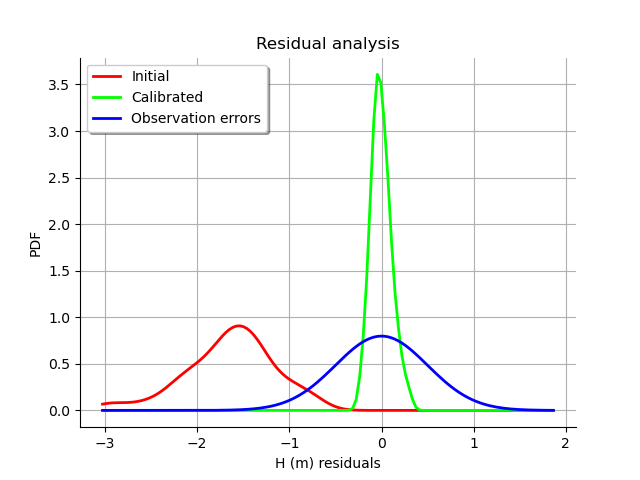 Residual analysis
Initial
Calibrated
Observation errors
PDF
3.5
3.0
2.5
2.0
1.5
1.0
0.5
0.0
−3 −2 −1 0 1 2
H (m) residuals